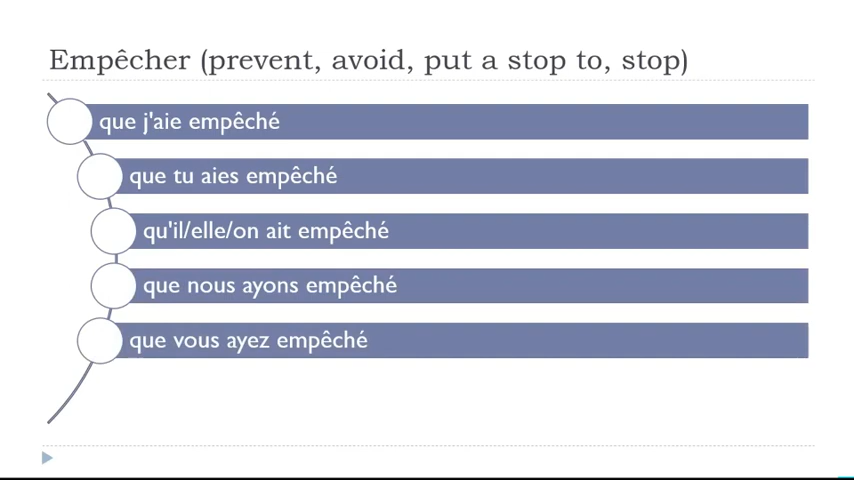 Empêcher (prevent, avoid, put a stop to, stop)
que j'aie empêché
que tu aies empêché
qu'il/elle/on ait empêché
que nous ayons empêché
que vous ayez empêché